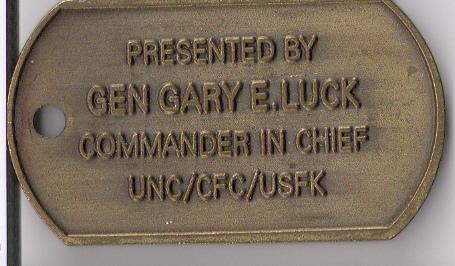 PRESENTED BY
GEN GARY E. LUCK
COMMANDER IN CHIEF
UNC/CFC/USFK